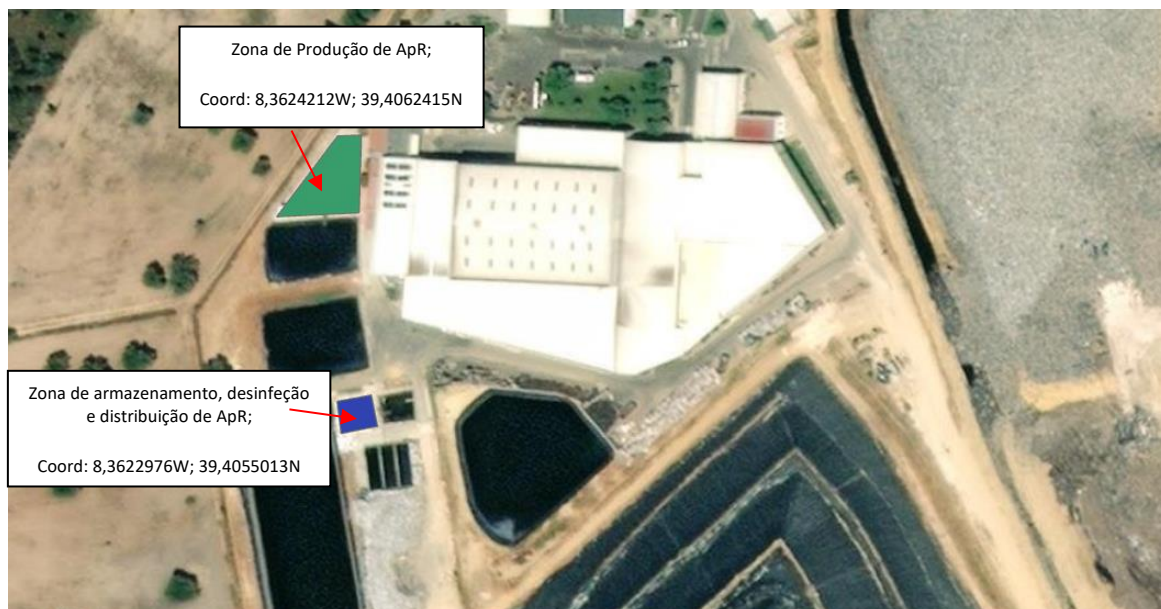 Zona de Produção de ApR;
Coord: 8,3624212W; 39,4062415N
Zona de armazenamento, desinfeção
e distribuição de ApR;
Coord: 8,3622976W; 39,4055013N